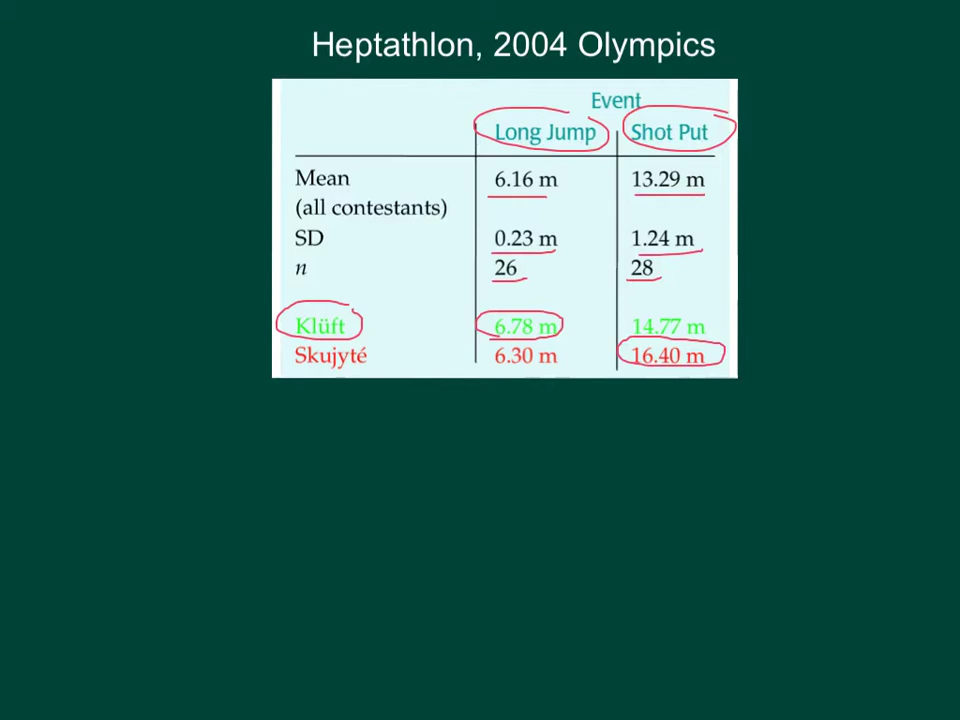 Heptathlon, 2004 Olympics
Event
Long Jump Shot Put
Mean 6.16 m 13.29 m
(all contestants)
SD 0.23 m 1.24 m
n 26 28
Klüft 6.78 m 14.77 m
Skujyté 6.30 m 16.40 m